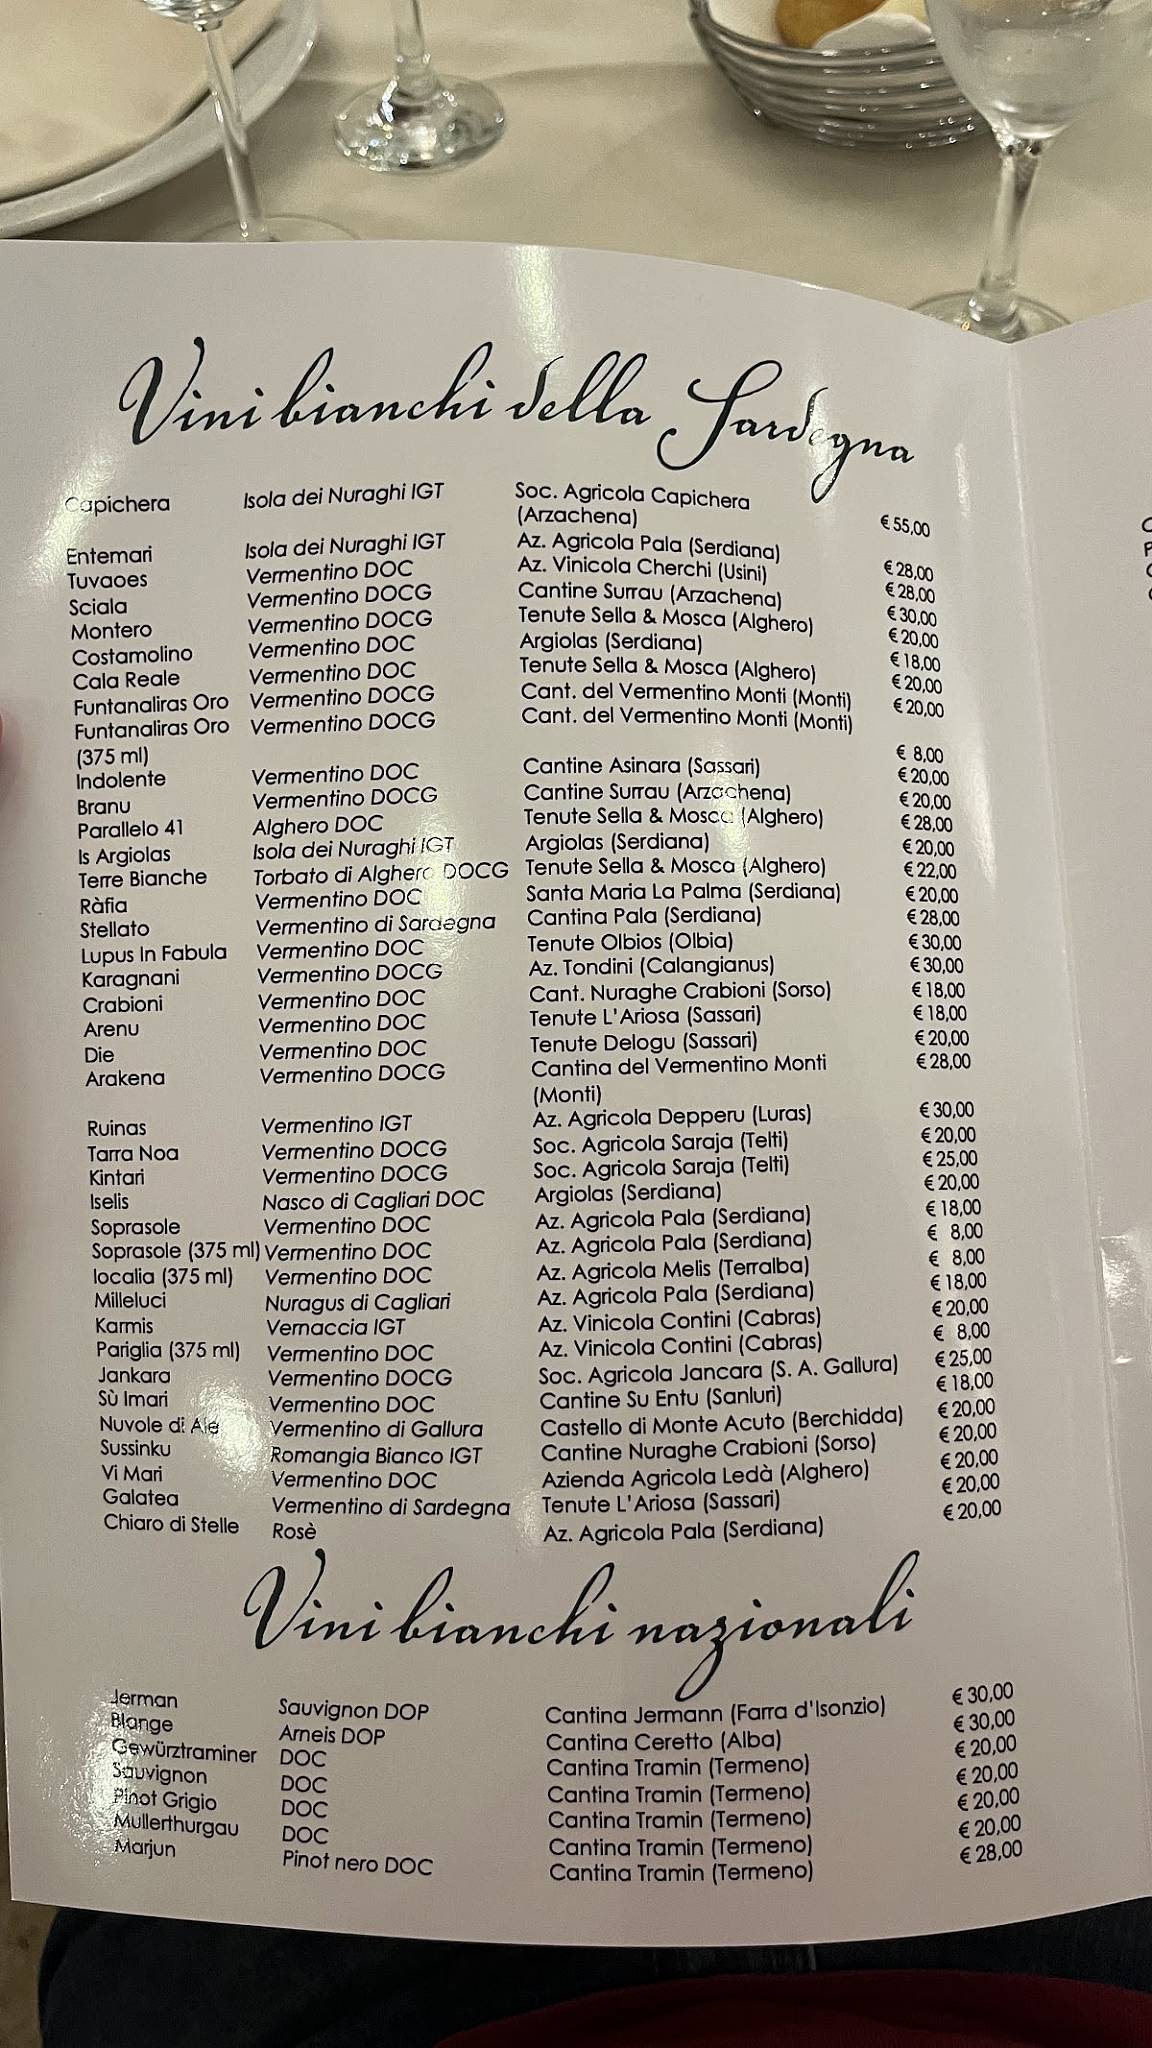 Vini bianchi della Sardegna
Capichera Isola dei Nuraghi IGT Soc. Agricola Capichera
(Arzachena) € 55,00
Entemari Isola dei Nuraghi IGT Az. Agricola Pala (Serdiana) € 28,00
Tuvaoes Vermentino DOC Az. Vinicola Cherchi (Usini) € 28,00
Sciala Vermentino DOCG Cantine Surrau (Arzachena) € 30,00
Montero Vermentino DOCG Tenute Sella & Mosca (Alghero) € 20,00
Costamolino Vermentino DOC Argiolas (Serdiana) € 18,00
Cala Reale Vermentino DOC Tenute Sella & Mosca (Alghero) € 20,00
Funtanaliras Oro Vermentino DOCG Cant. del Vermentino Monti (Monti) € 20,00
Funtanaliras Oro Vermentino DOCG Cant. del Vermentino Monti (Monti)
(375 ml) € 8,00
Indolente Vermentino DOC Cantine Asinara (Sassari) € 20,00
Branu Vermentino DOCG Cantine Surrau (Arzachena) € 20,00
Parallelo 41 Alghero DOC Tenute Sella & Mosca (Alghero) € 28,00
Is Argiolas Isola dei Nuraghi IGT Argiolas (Serdiana) € 20,00
Terre Bianche Torbato di Alghero DOCG Tenute Sella & Mosca (Alghero) € 22,00
Ràfia Vermentino DOC Santa Maria La Palma (Serdiana) € 20,00
Stellato Vermentino di Sardegna Cantina Pala (Serdiana) € 28,00
Lupus In Fabula Vermentino DOC Tenute Olbios (Olbia) € 30,00
Karagnani Vermentino DOCG Az. Tondini (Calangianus) € 30,00
Crabioni Vermentino DOC Cant. Nuraghe Crabioni (Sorso) € 18,00
Arenu Vermentino DOC Tenute L'Ariosa (Sassari) € 18,00
Die Vermentino DOC Tenute Delogu (Sassari) € 20,00
Arakena Vermentino DOCG Cantina del Vermentino Monti € 28,00
(Monti)
Ruinas Vermentino IGT Az. Agricola Depperu (Luras) € 30,00
Tarra Noa Vermentino DOCG Soc. Agricola Saraja (Telti) € 20,00
Kintari Vermentino DOCG Soc. Agricola Saraja (Telti) € 25,00
Iselis Nasco di Cagliari DOC Argiolas (Serdiana) € 20,00
Soprasole Vermentino DOC Az. Agricola Pala (Serdiana) € 18,00
Soprasole (375 ml) Vermentino DOC Az. Agricola Pala (Serdiana) € 8,00
localia (375 ml) Vermentino DOC Az. Agricola Melis (Terralba) € 8,00
Milleluci Nuragus di Cagliari Az. Agricola Pala (Serdiana) € 18,00
Karmis Vernaccia IGT Az. Vinicola Contini (Cabras) € 20,00
Pariglia (375 ml) Vermentino DOC Az. Vinicola Contini (Cabras) € 8,00
Jankara Vermentino DOCG Soc. Agricola Jancara (S. A. Gallura) € 25,00
Sù Imari Vermentino DOC Cantine Su Entu (Sanluri) € 18,00
Nuvole di Ale Vermentino di Gallura Castello di Monte Acuto (Berchidda) € 20,00
Sussinku Romangia Bianco IGT Cantine Nuraghe Crabioni (Sorso) € 20,00
Vi Mari Vermentino DOC Azienda Agricola Ledà (Alghero) € 20,00
Galatea Vermentino di Sardegna Tenute L'Ariosa (Sassari) € 20,00
Chiaro di Stelle Rosè Az. Agricola Pala (Serdiana) € 20,00
Vini bianchi nazionali
Jerman Sauvignon DOP Cantina Jermann (Farra d'Isonzio) € 30,00
Blange Arneis DOP Cantina Ceretto (Alba) € 30,00
Gewürztraminer DOC Cantina Tramin (Termeno) € 20,00
Sauvignon DOC Cantina Tramin (Termeno) € 20,00
Pinot Grigio DOC Cantina Tramin (Termeno) € 20,00
Mullerthurgau DOC Cantina Tramin (Termeno) € 20,00
Marjun Pinot nero DOC Cantina Tramin (Termeno) € 28,00